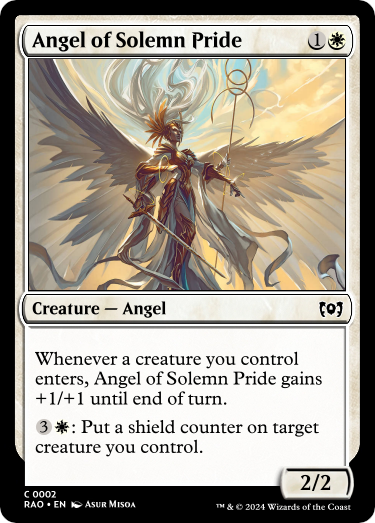 Angel of Solemn Pride 1
Creature — Angel
Whenever a creature you control
enters, Angel of Solemn Pride gains
+1/+1 until end of turn.
3 : Put a shield counter on target
creature you control.
2/2
C 0002
RAO • EN Asur Misoa
™ & © 2024 Wizards of the Coast